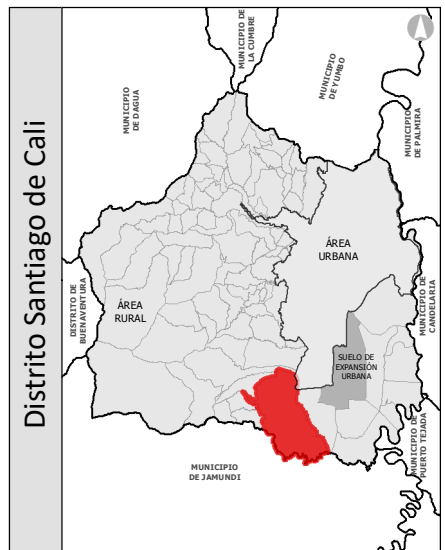 Distrito Santiago de Cali
MUNICIPIO DE
LA CUMBRE
MUNICIPIO
DE YUMBO
MUNICIPIO
DE DAGUA
MUNICIPIO
DE PALMIRA
ÁREA
URBANA
DISTRITO DE
BUENAVENTURA
ÁREA
RURAL
MUNICIPIO DE
CANDELARIA
SUELO DE
EXPANSIÓN
URBANA
MUNICIPIO DE
PUERTO TEJADA
MUNICIPIO
DE JAMUNDI